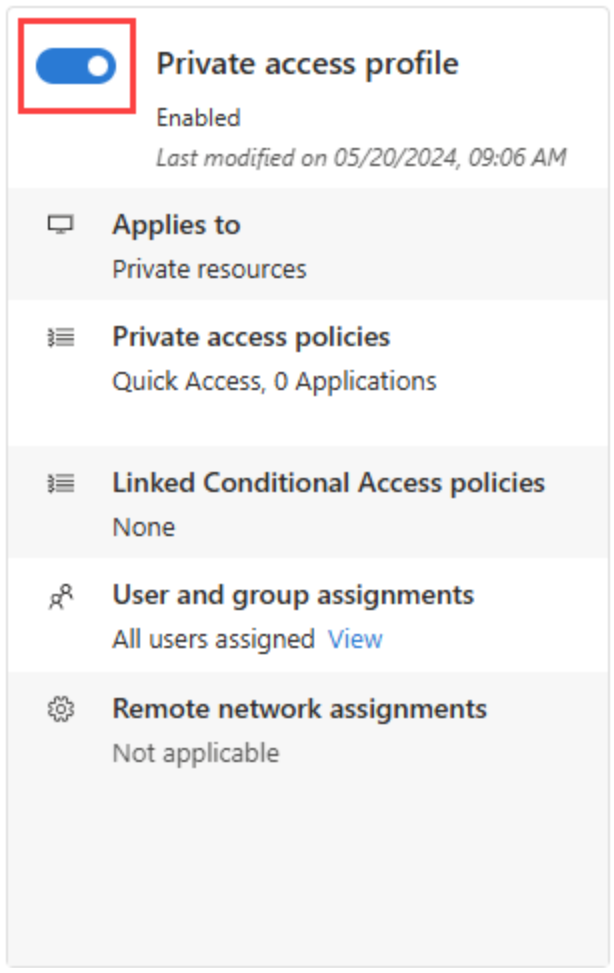 Private access profile
Enabled
Last modified on 05/20/2024, 09:06 AM
Applies to
Private resources
Private access policies
Quick Access, 0 Applications
Linked Conditional Access policies
None
User and group assignments
All users assigned View
Remote network assignments
Not applicable